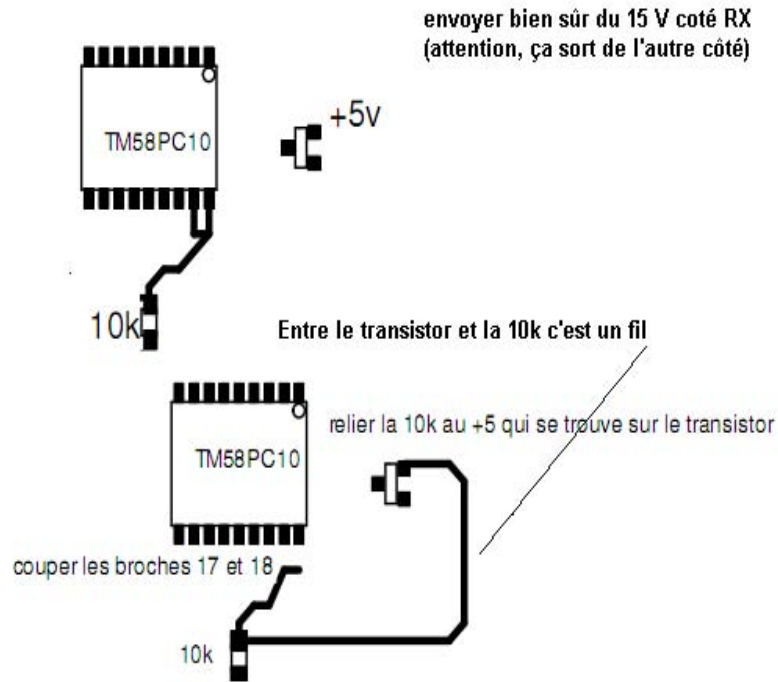 envoyer bien sûr du 15 V coté RX
(attention, ça sort de l'autre côté)
+5v
TM58PC10
10k
Entre le transistor et la 10k c'est un fil
relier la 10k au +5 qui se trouve sur le transistor
TM58PC10
couper les broches 17 et 18
10k